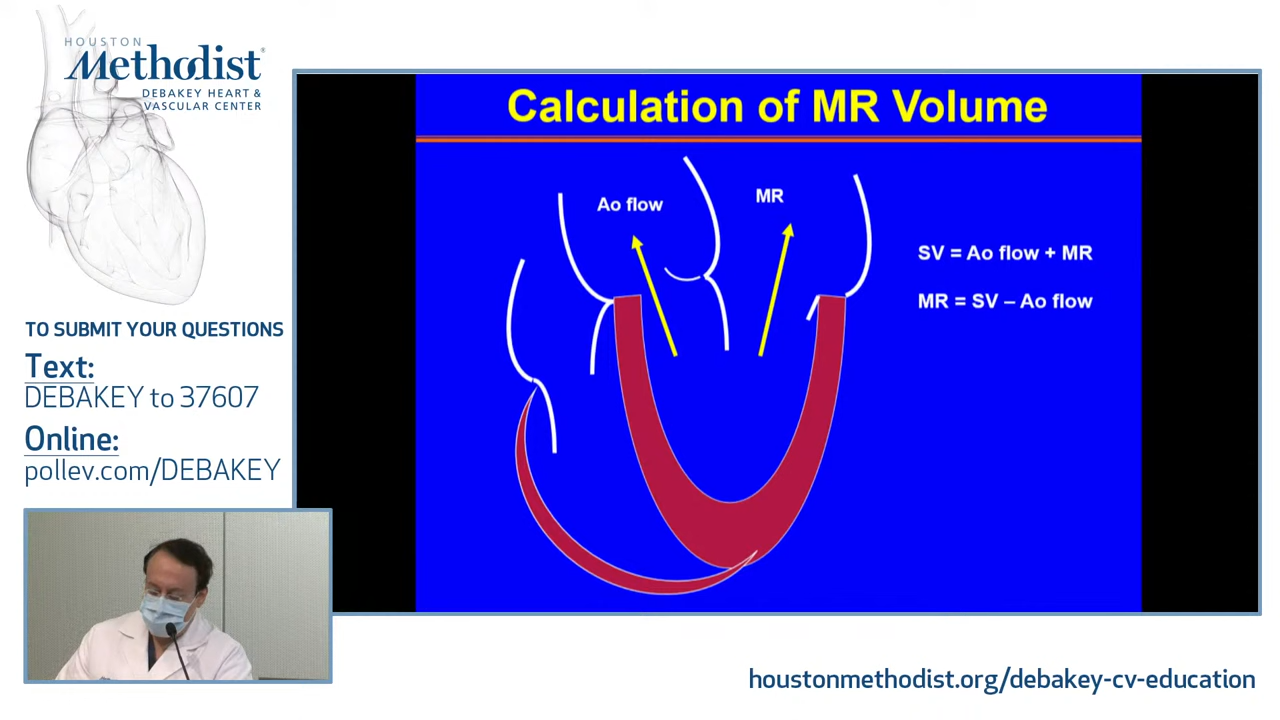 HOUSTON
Methodist®
DEBAKEY HEART &
VASCULAR CENTER
TO SUBMIT YOUR QUESTIONS
Text:
DEBAKEY to 37607
Online:
pollev.com/DEBAKEY
Calculation of MR Volume
Ao flow
MR
SV = Ao flow + MR
MR = SV – Ao flow
houstonmethodist.org/debakey-cv-education